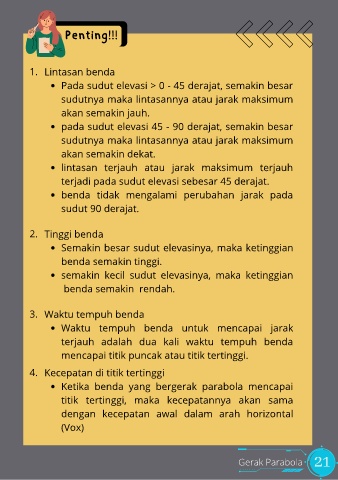 Penting!!!
1. Lintasan benda
• Pada sudut elevasi > 0 - 45 derajat, semakin besar
sudutnya maka lintasannya atau jarak maksimum
akan semakin jauh.
• pada sudut elevasi 45 - 90 derajat, semakin besar
sudutnya maka lintasannya atau jarak maksimum
akan semakin dekat.
• lintasan terjauh atau jarak maksimum terjauh
terjadi pada sudut elevasi sebesar 45 derajat.
• benda tidak mengalami perubahan jarak pada
sudut 90 derajat.
2. Tinggi benda
• Semakin besar sudut elevasinya, maka ketinggian
benda semakin tinggi.
• semakin kecil sudut elevasinya, maka ketinggian
benda semakin rendah.
3. Waktu tempuh benda
• Waktu tempuh benda untuk mencapai jarak
terjauh adalah dua kali waktu tempuh benda
mencapai titik puncak atau titik tertinggi.
4. Kecepatan di titik tertinggi
• Ketika benda yang bergerak parabola mencapai
titik tertinggi, maka kecepatannya akan sama
dengan kecepatan awal dalam arah horizontal
(Vox)
Gerak Parabola 21